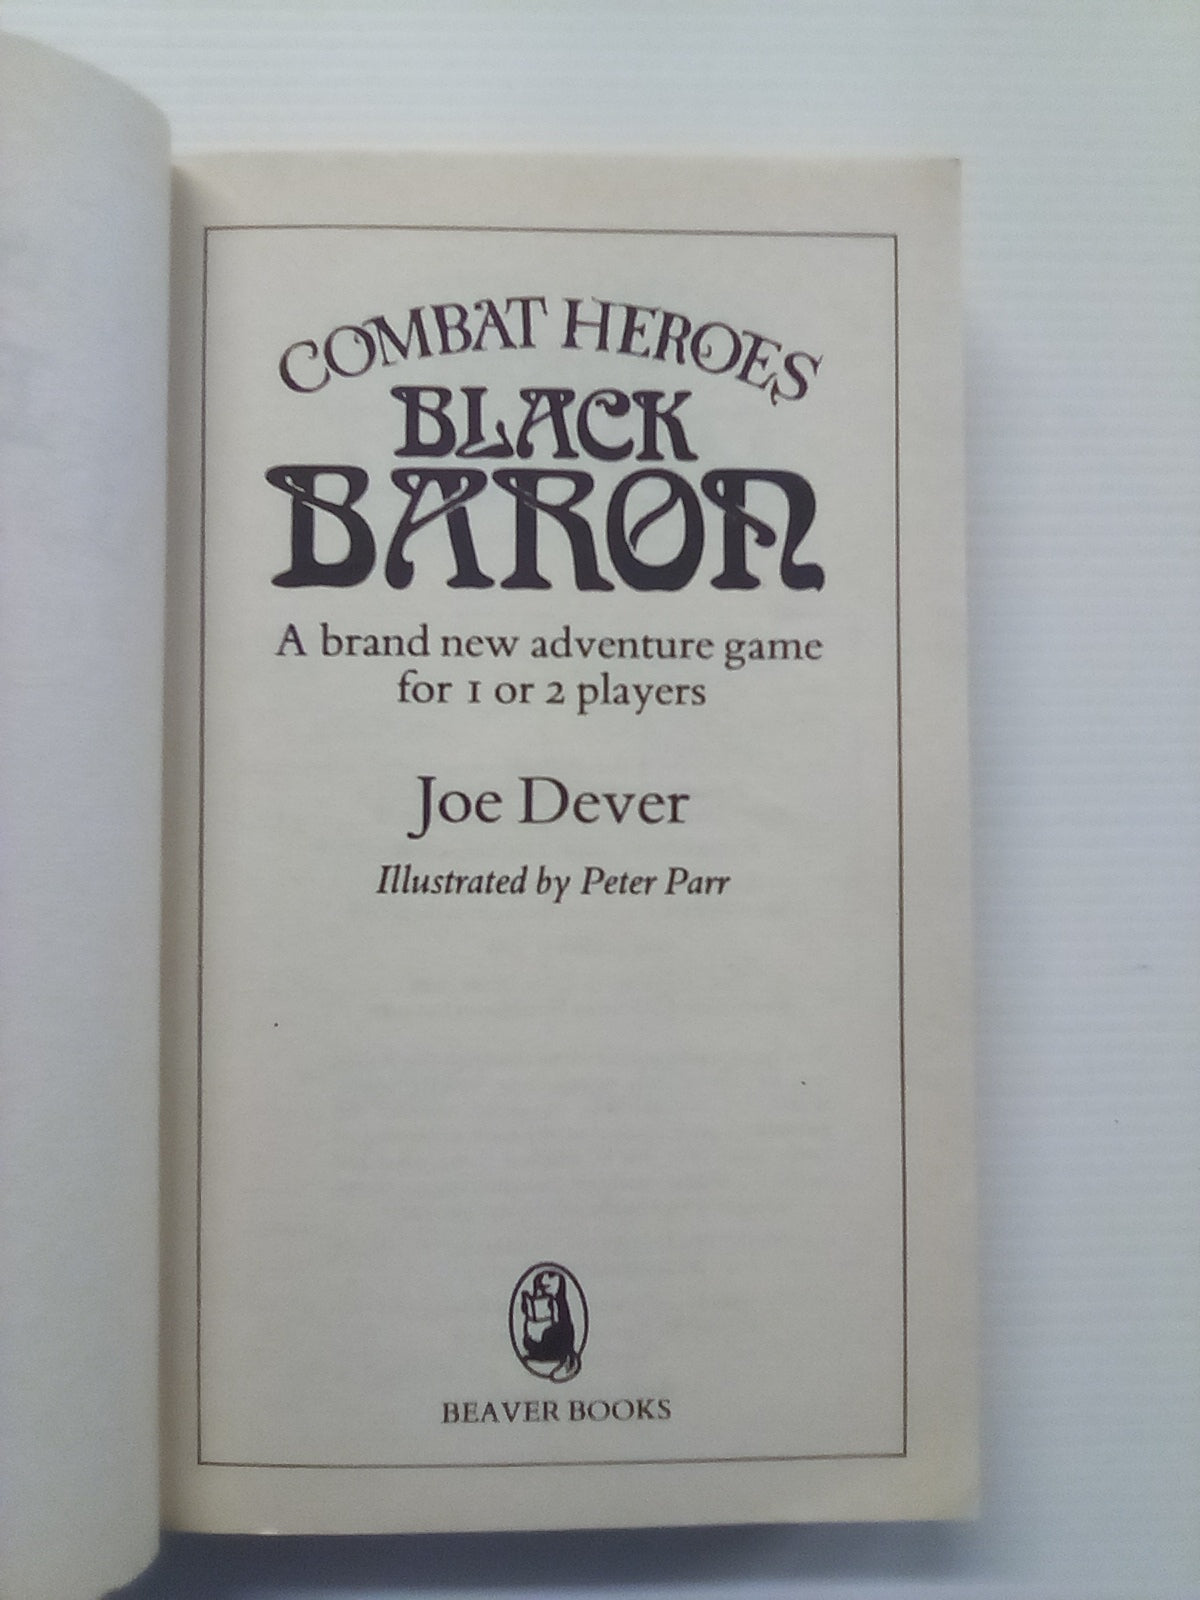 COMBAT HEROES
BLACK
BARON
A brand new adventure game
for 1 or 2 players
Joe Dever
Illustrated by Peter Parr
BEAVER BOOKS